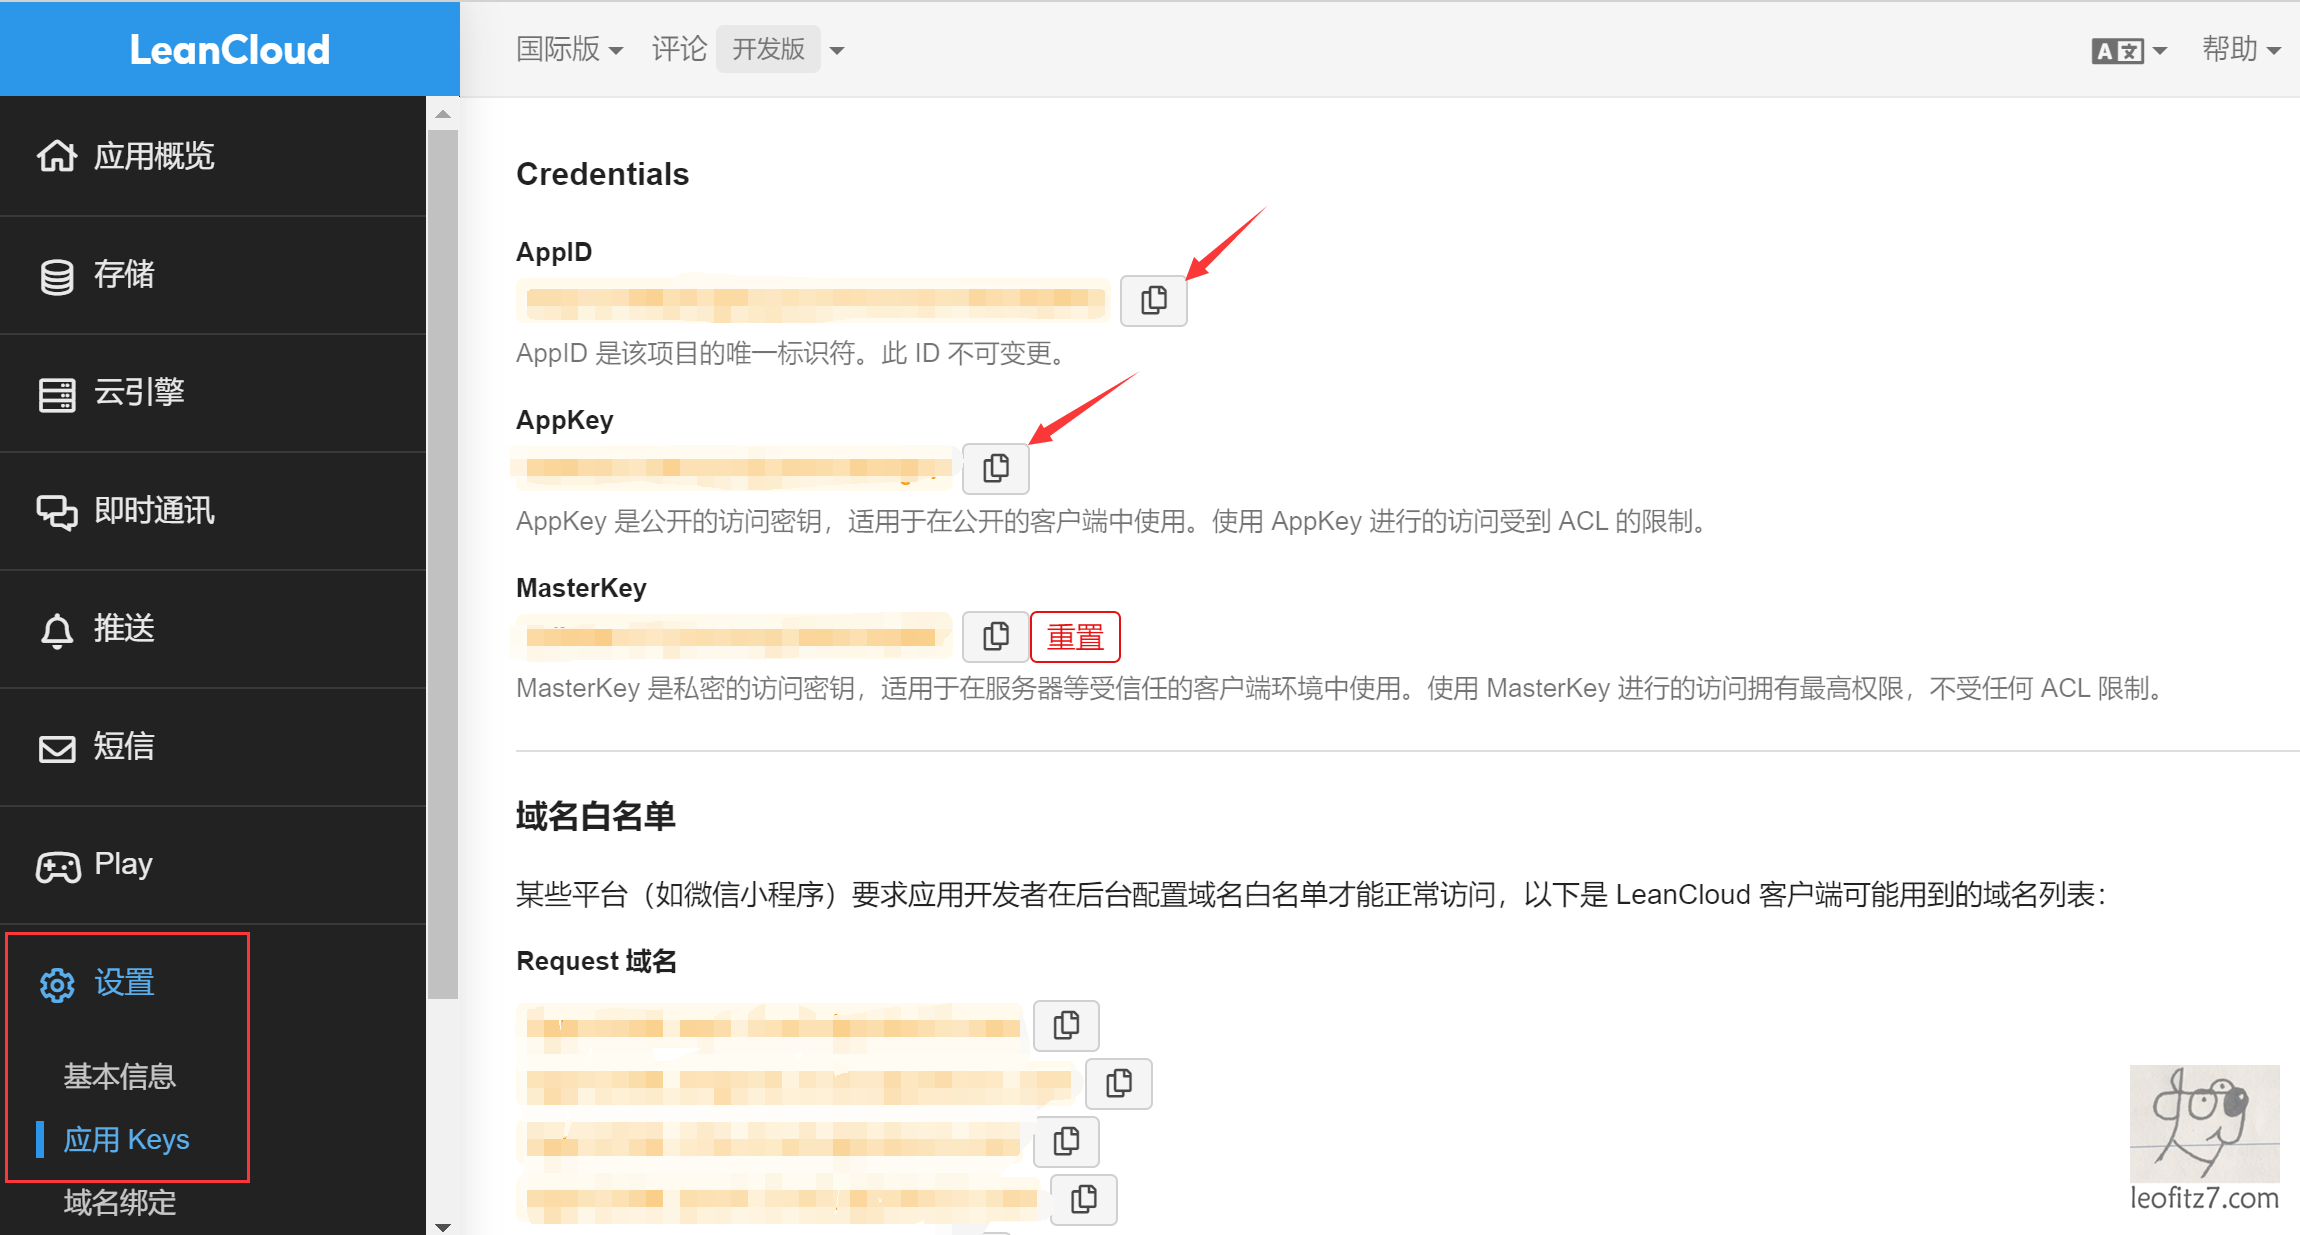 LeanCloud
国际版 评论 开发版
帮助
应用概览
存储
云引擎
即时通讯
推送
短信
Play
设置
基本信息
应用 Keys
域名绑定
Credentials
AppID
AppID 是该项目的唯一标识符。此 ID 不可变更。
AppKey
AppKey 是公开的访问密钥，适用于在公开的客户端中使用。使用 AppKey 进行的访问受到 ACL 的限制。
MasterKey
重置
MasterKey 是私密的访问密钥，适用于在服务器等受信任的客户端环境中使用。使用 MasterKey 进行的访问拥有最高权限，不受任何 ACL 限制。
域名白名单
某些平台（如微信小程序）要求应用开发者在后台配置域名白名单才能正常访问，以下是 LeanCloud 客户端可能用到的域名列表：
Request 域名
leofitz7.com